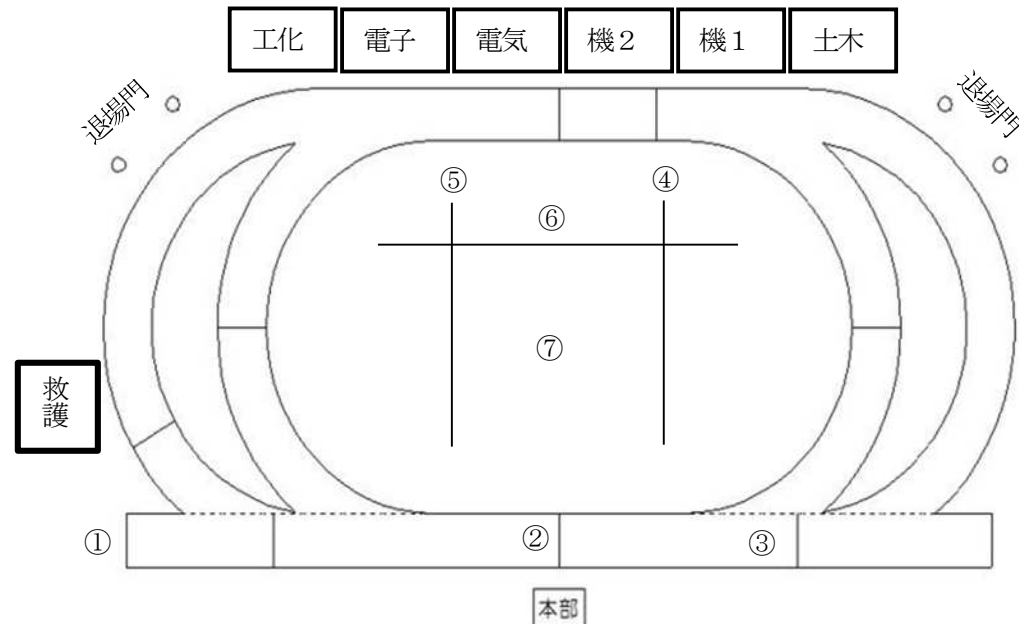 工化 電子 電気 機２ 機１ 土木
退場門
退場門
⑤ ④
⑥
⑦
救護
① ② ③
本部